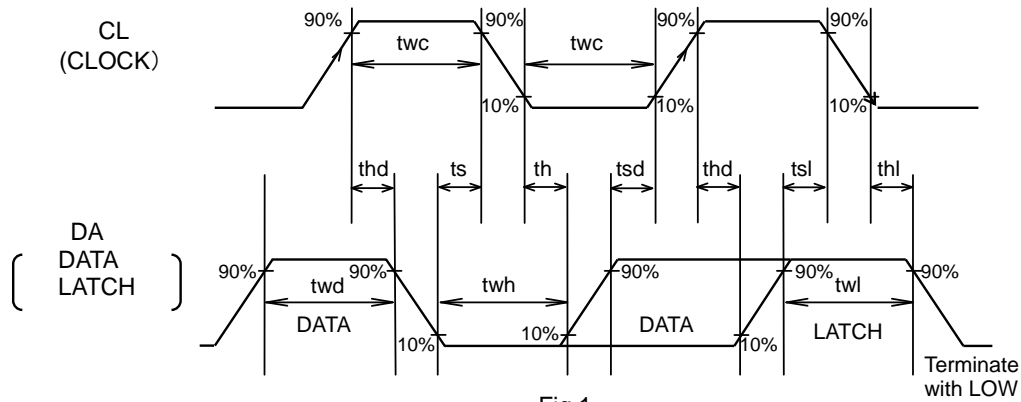 90% 90% 90% 90%
CL twc twc
(CLOCK)
10% 10% 10%
thd ts th tsd thd tsl thl
DA
DATA
LATCH
90% 90% 90% 90% 90%
twd twh twl
DATA DATA LATCH
10% 10% 10%
Terminate
with LOW